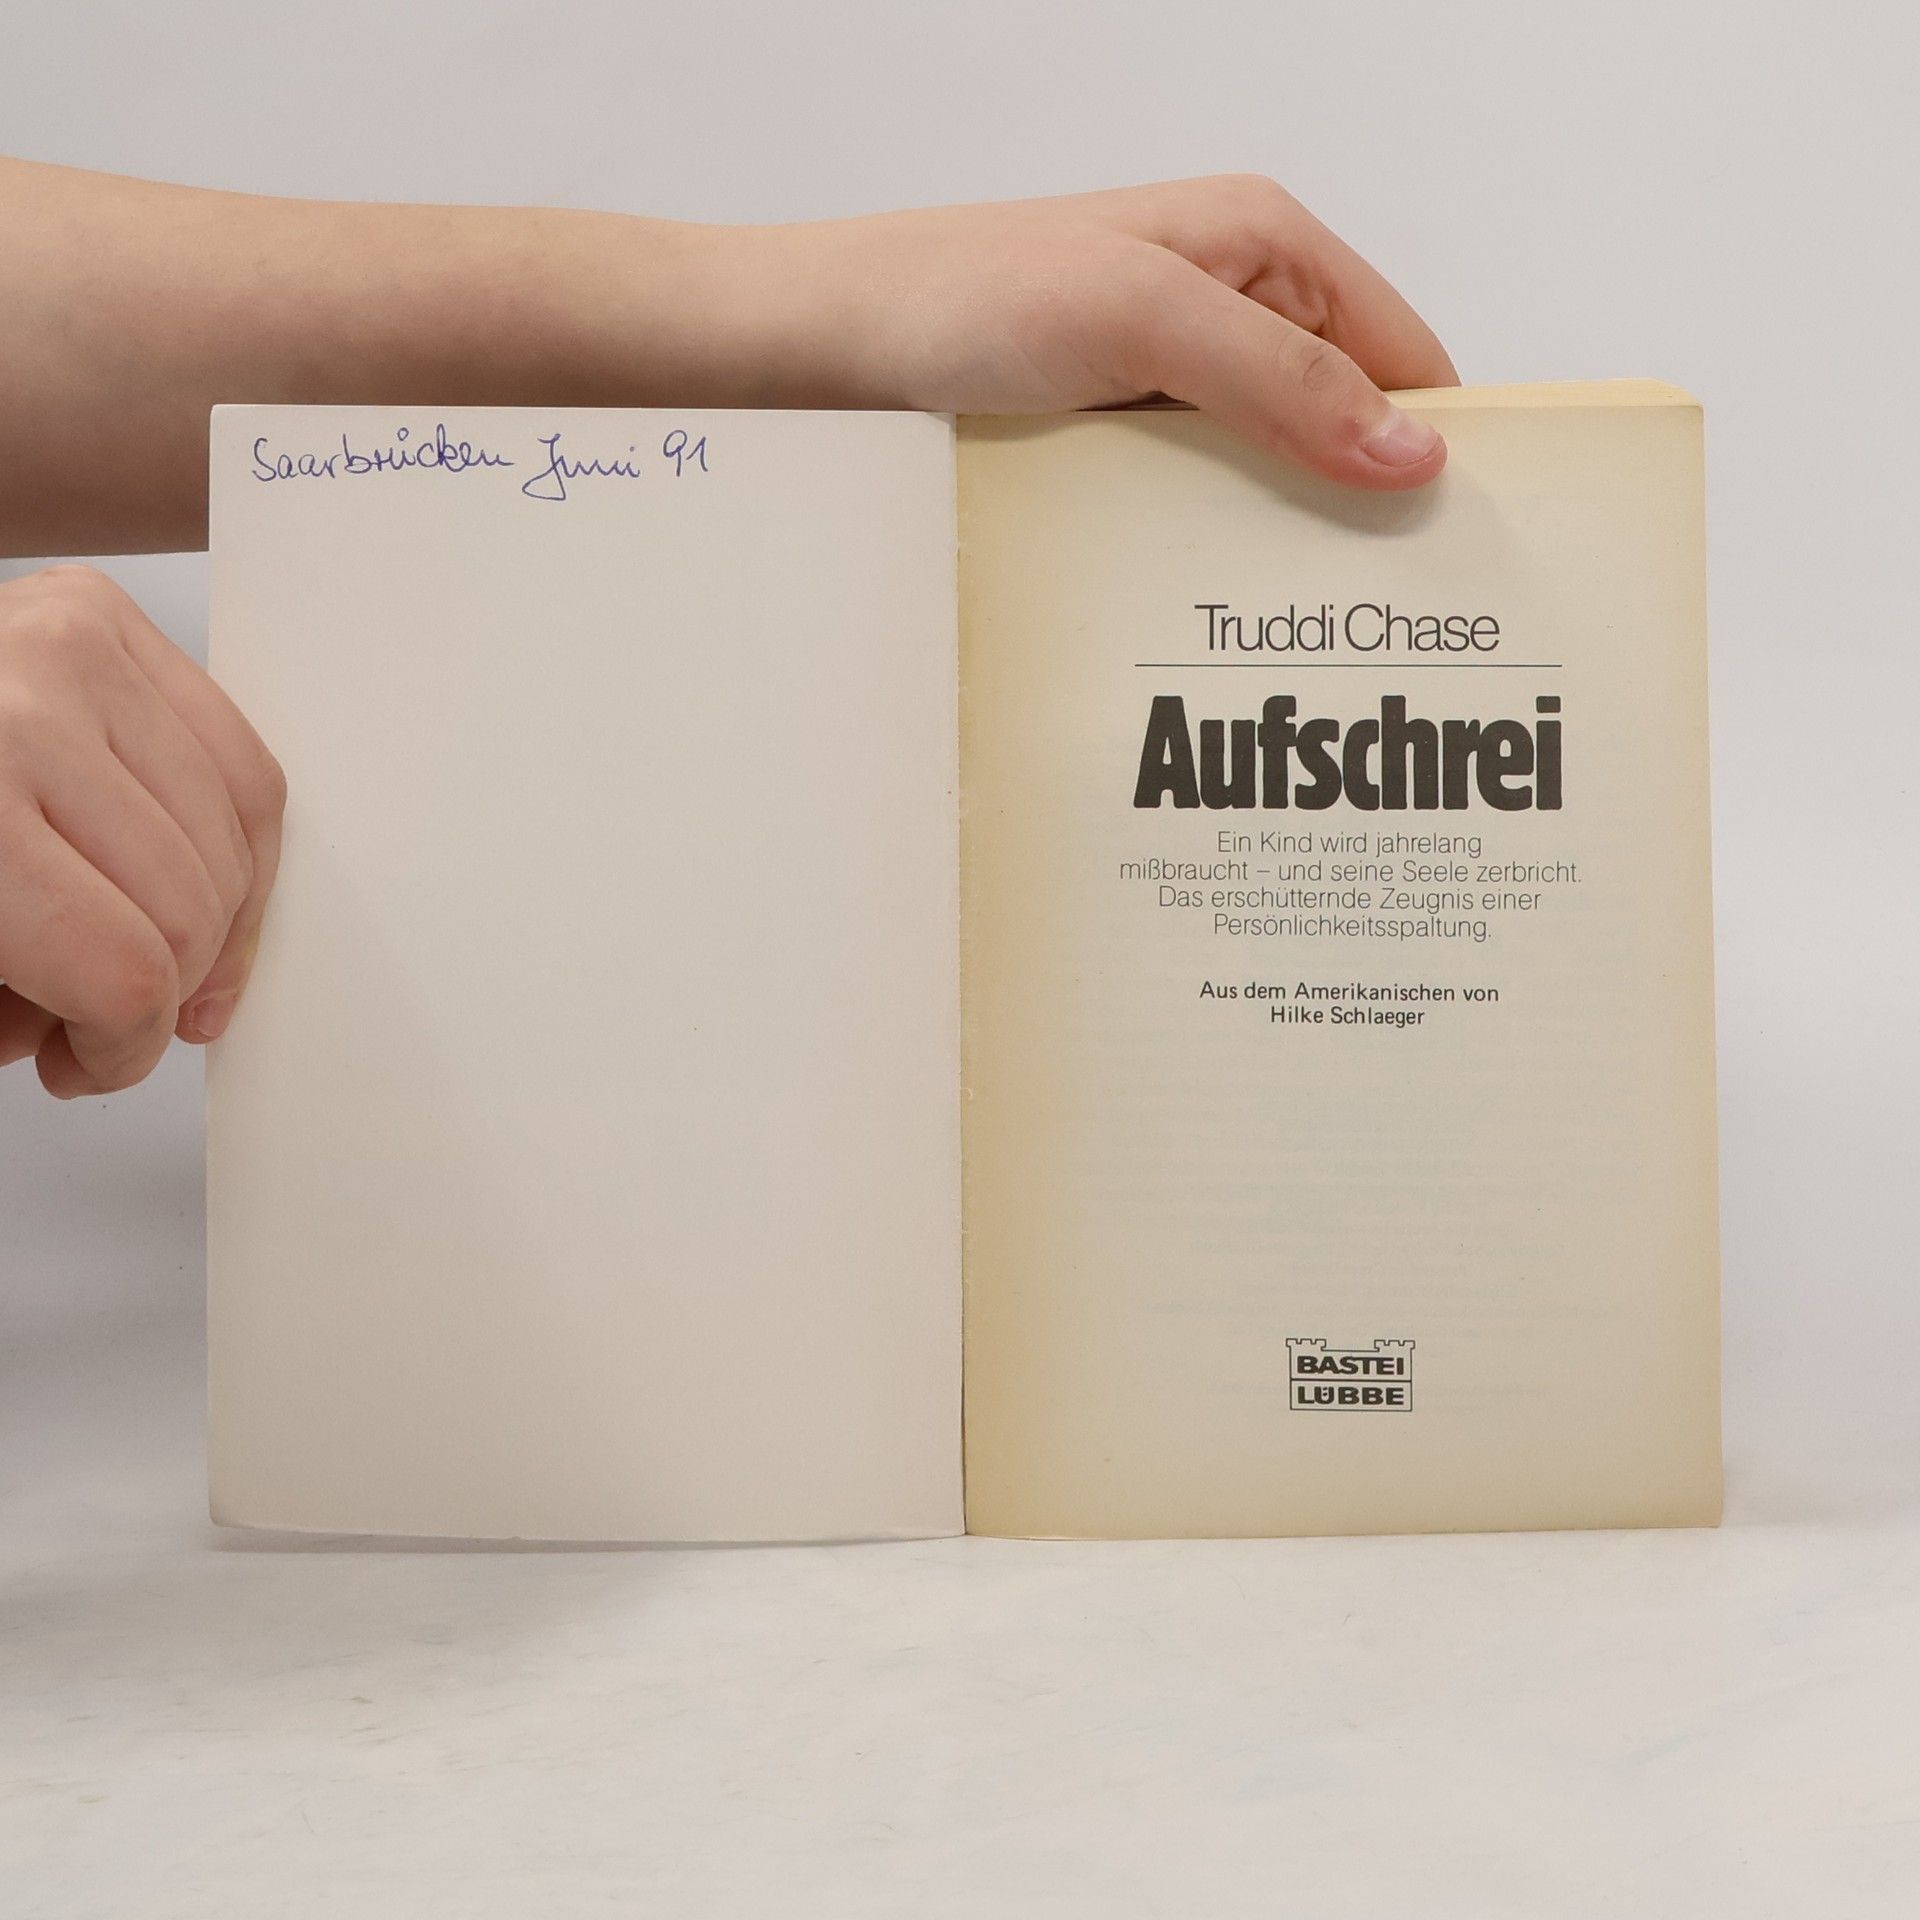 Saarbrücken Juni 91
Truddi Chase
Aufschrei
Ein Kind wird jahrelang
mißbraucht – und seine Seele zerbricht.
Das erschütternde Zeugnis einer
Persönlichkeitsspaltung.
Aus dem Amerikanischen von
Hilke Schlaeger
BASTEI
LÜBBE